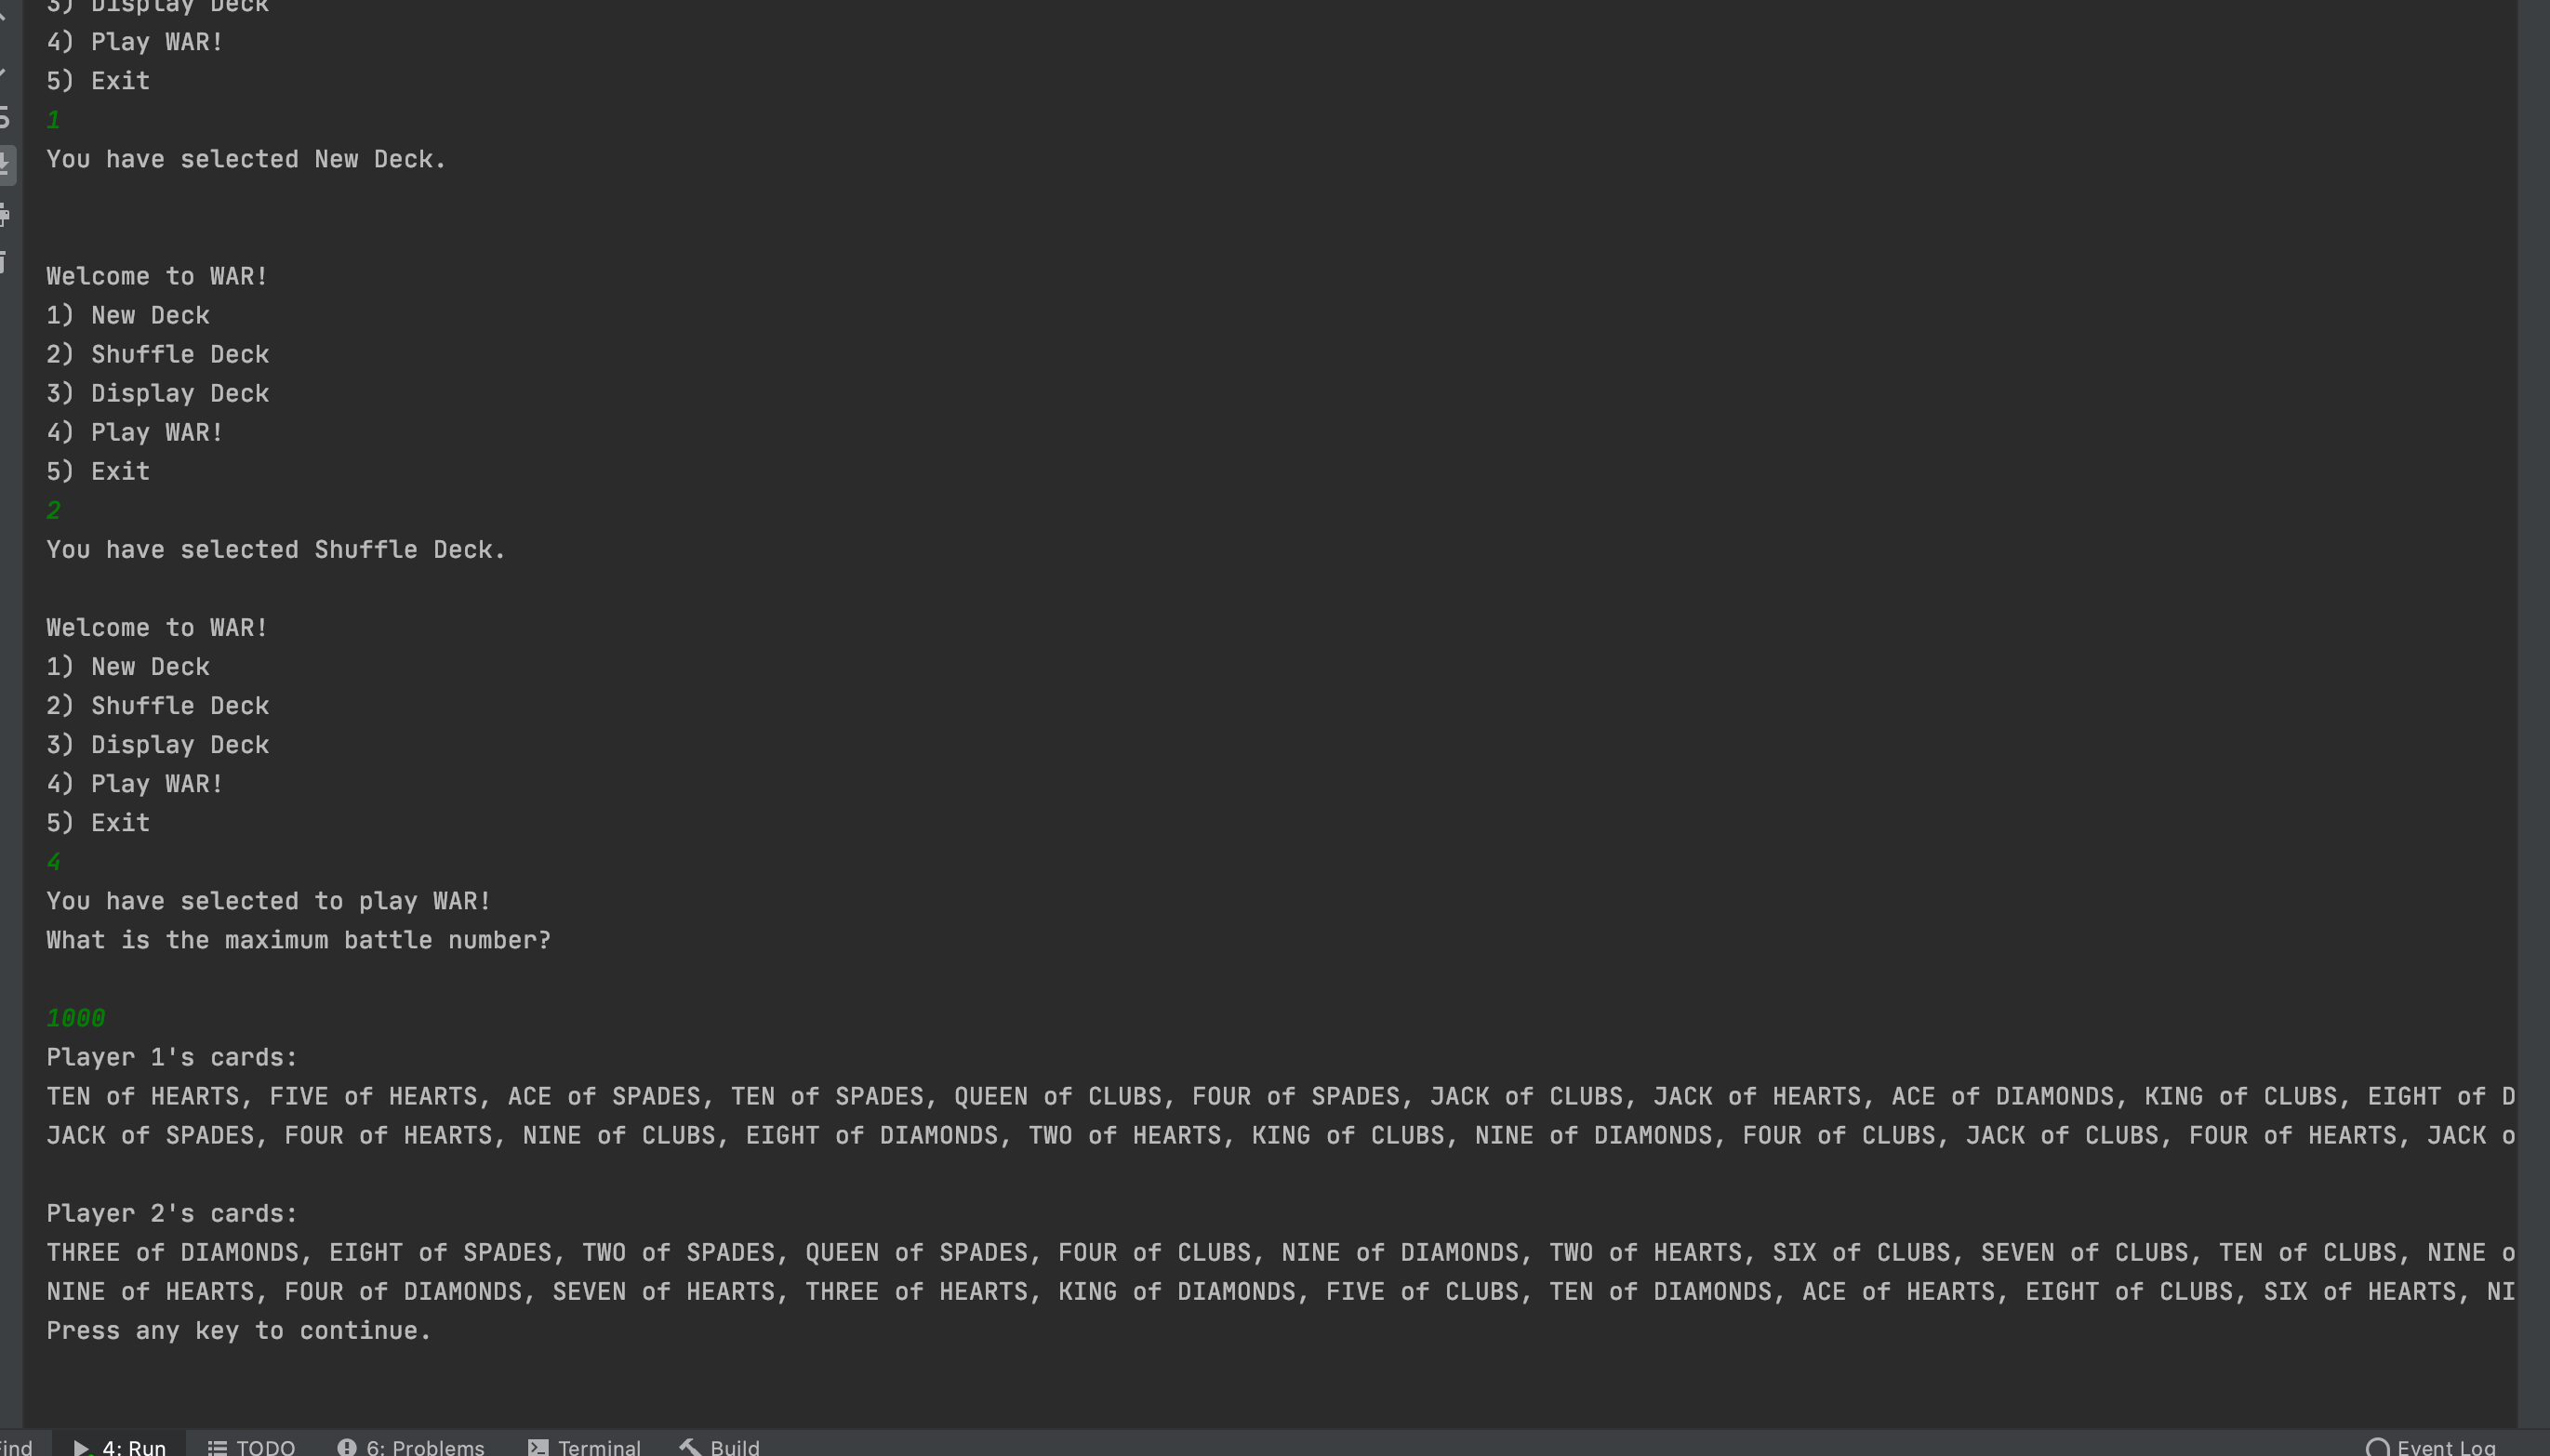 3) Display Deck
4) Play WAR!
5) Exit
1
You have selected New Deck.
Welcome to WAR!
1) New Deck
2) Shuffle Deck
3) Display Deck
4) Play WAR!
5) Exit
2
You have selected Shuffle Deck.
Welcome to WAR!
1) New Deck
2) Shuffle Deck
3) Display Deck
4) Play WAR!
5) Exit
4
You have selected to play WAR!
What is the maximum battle number?
1000
Player 1's cards:
TEN of HEARTS, FIVE of HEARTS, ACE of SPADES, TEN of SPADES, QUEEN of CLUBS, FOUR of SPADES, JACK of CLUBS, JACK of HEARTS, ACE of DIAMONDS, KING of CLUBS, EIGHT of D
JACK of SPADES, FOUR of HEARTS, NINE of CLUBS, EIGHT of DIAMONDS, TWO of HEARTS, KING of CLUBS, NINE of DIAMONDS, FOUR of CLUBS, JACK of CLUBS, FOUR of HEARTS, JACK o
Player 2's cards:
THREE of DIAMONDS, EIGHT of SPADES, TWO of SPADES, QUEEN of SPADES, FOUR of CLUBS, NINE of DIAMONDS, TWO of HEARTS, SIX of CLUBS, SEVEN of CLUBS, TEN of CLUBS, NINE o
NINE of HEARTS, FOUR of DIAMONDS, SEVEN of HEARTS, THREE of HEARTS, KING of DIAMONDS, FIVE of CLUBS, TEN of DIAMONDS, ACE of HEARTS, EIGHT of CLUBS, SIX of HEARTS, NI
Press any key to continue.
ind 4: Run TODO 6: Problems Terminal Build Event Log